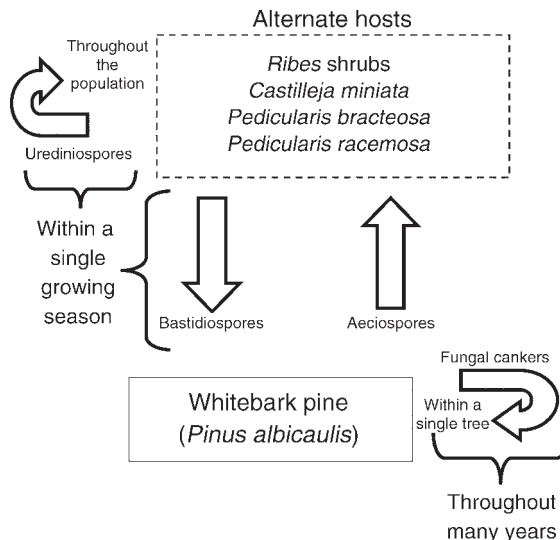 Alternate hosts
Throughout
the
population
Ribes shrubs
Castilleja miniata
Pedicularis bracteosa
Pedicularis racemosa
Urediniospores
Within a
single
growing
season
Bastidiospores
Aeciospores
Fungal cankers
Whitebark pine
(Pinus albicaulis)
Within a
single tree
Throughout
many years